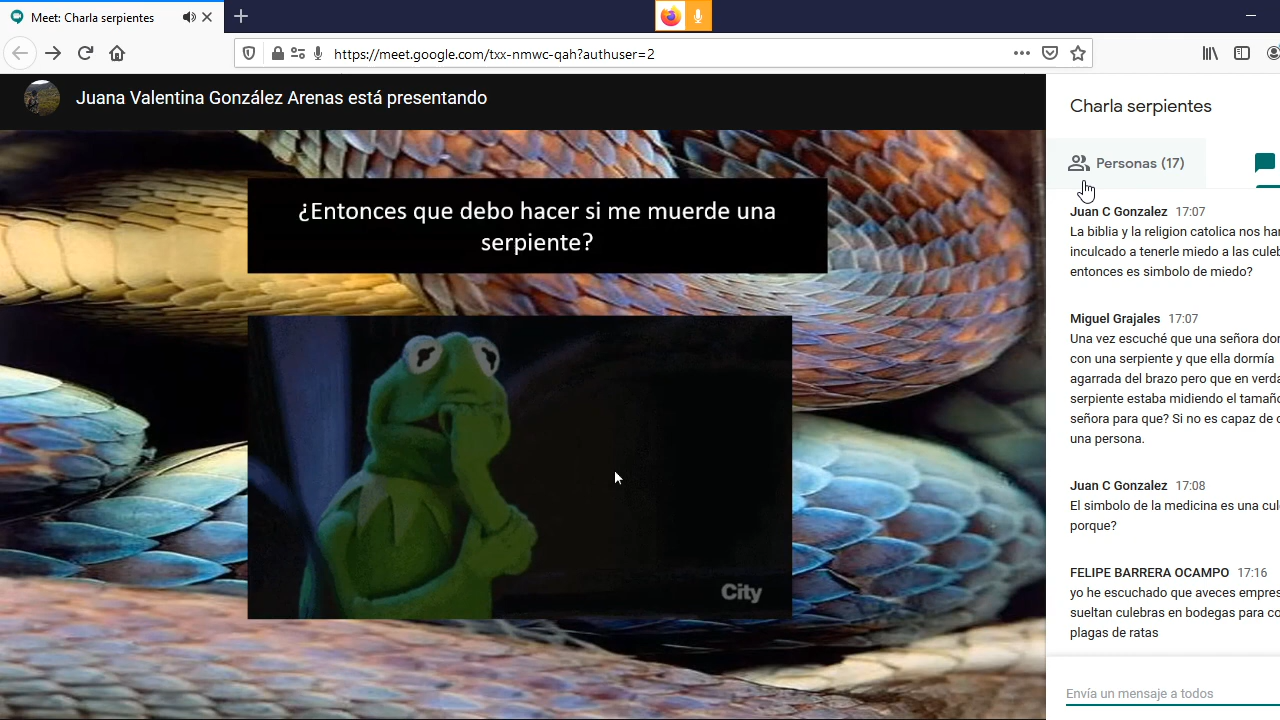 Meet: Charla serpientes
https://meet.google.com/txx-nmwc-qah?authuser=2
Juana Valentina González Arenas está presentando
¿Entonces que debo hacer si me muerde una
serpiente?
City
Charla serpientes
Personas (17)
Juan C Gonzalez 17:07
La biblia y la religion catolica nos han
inculcado a tenerle miedo a las culeb
entonces es simbolo de miedo?
Miguel Grajales 17:07
Una vez escuché que una señora dor
con una serpiente y que ella dormía
agarrada del brazo pero que en verda
serpiente estaba midiendo el tamaño
señora para que? Si no es capaz de c
una persona.
Juan C Gonzalez 17:08
El simbolo de la medicina es una cul
porque?
FELIPE BARRERA OCAMPO 17:16
yo he escuchado que aveces empres
sueltan culebras en bodegas para co
plagas de ratas
Envía un mensaje a todos